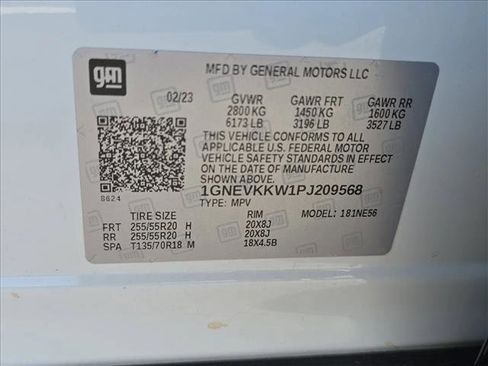 gm
MFD BY GENERAL MOTORS LLC
02/23 GVWR GAWR FRT GAWR RR
2800 KG 1450 KG 1600 KG
6173 LB 3196 LB 3527 LB
THIS VEHICLE CONFORMS TO ALL
APPLICABLE U.S. FEDERAL MOTOR
VEHICLE SAFETY STANDARDS IN EFFECT
ON THE DATE OF MANUFACTURE SHOWN ABOVE.
1GNEVKKW1PJ209568
8624 TYPE: MPV MODEL: 181NE56
TIRE SIZE RIM
FRT 255/55R20 H 20X8J
RR 255/55R20 H 20X8J
SPA T135/70R18 M 18X4.5B